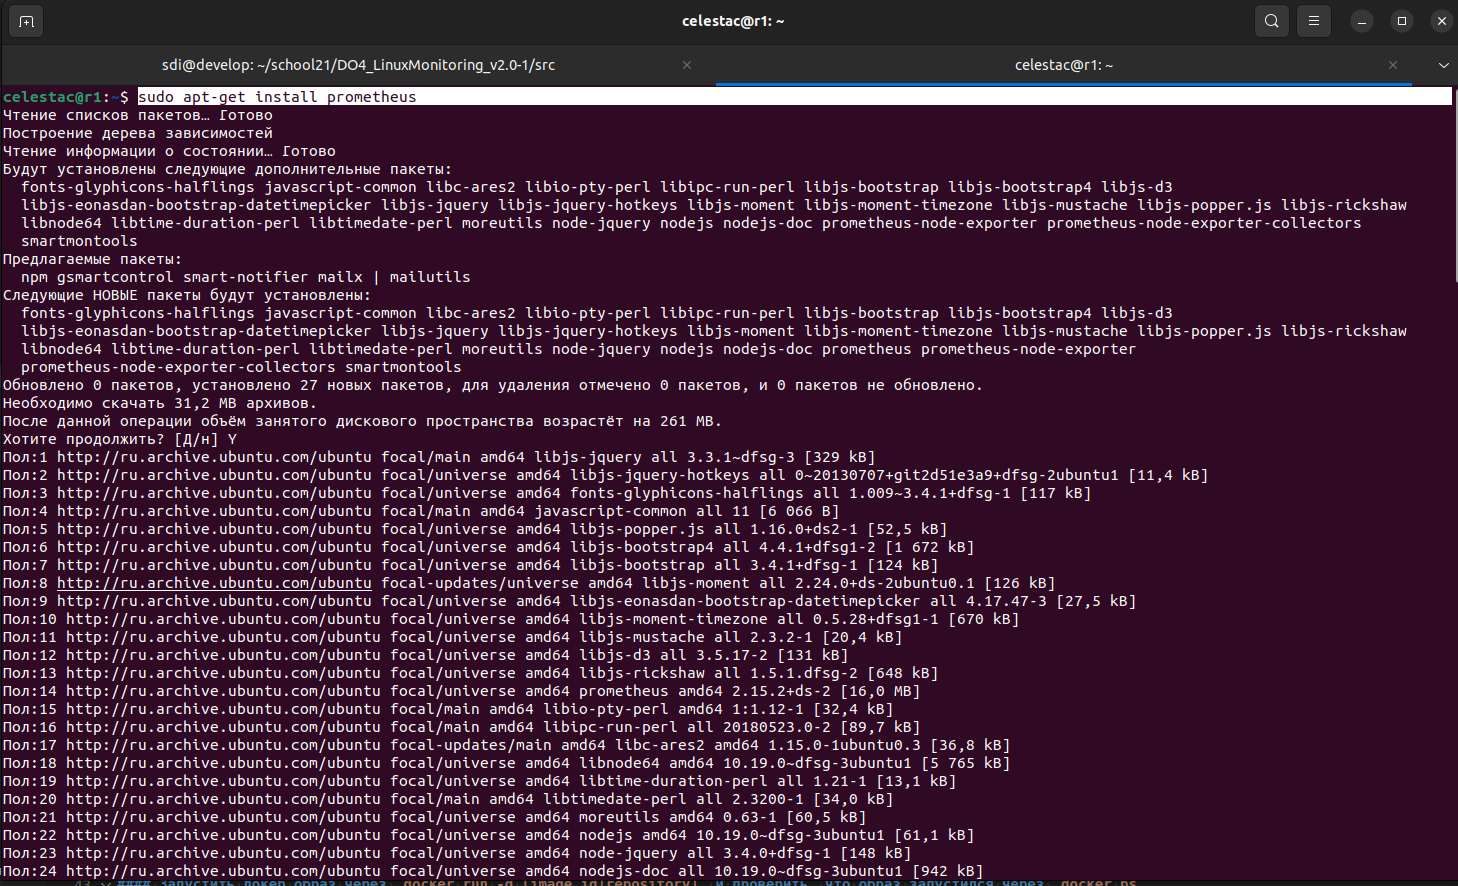 celestac@r1: ~
sdi@develop: ~/school21/DO4_LinuxMonitoring_v2.0-1/src
celestac@r1: ~
celestac@r1:~$ sudo apt-get install prometheus
Чтение списков пакетов… Готово
Построение дерева зависимостей
Чтение информации о состоянии… Готово
Будут установлены следующие дополнительные пакеты:
  fonts-glyphicons-halflings javascript-common libc-ares2 libio-pty-perl libipc-run-perl libjs-bootstrap libjs-bootstrap4 libjs-d3
  libjs-eonasdan-bootstrap-datetimepicker libjs-jquery libjs-jquery-hotkeys libjs-moment libjs-moment-timezone libjs-mustache libjs-popper.js libjs-rickshaw
  libnode64 libtime-duration-perl libtimedate-perl moreutils node-jquery nodejs nodejs-doc prometheus-node-exporter prometheus-node-exporter-collectors
  smartmontools
Предлагаемые пакеты:
  npm gsmartcontrol smart-notifier mailx | mailutils
Следующие НОВЫЕ пакеты будут установлены:
  fonts-glyphicons-halflings javascript-common libc-ares2 libio-pty-perl libipc-run-perl libjs-bootstrap libjs-bootstrap4 libjs-d3
  libjs-eonasdan-bootstrap-datetimepicker libjs-jquery libjs-jquery-hotkeys libjs-moment libjs-moment-timezone libjs-mustache libjs-popper.js libjs-rickshaw
  libnode64 libtime-duration-perl libtimedate-perl moreutils node-jquery nodejs nodejs-doc prometheus prometheus-node-exporter
  prometheus-node-exporter-collectors smartmontools
Обновлено 0 пакетов, установлено 27 новых пакетов, для удаления отмечено 0 пакетов, и 0 пакетов не обновлено.
Необходимо скачать 31,2 MB архивов.
После данной операции объём занятого дискового пространства возрастёт на 261 MB.
Хотите продолжить? [Д/н] Y
Пол:1 http://ru.archive.ubuntu.com/ubuntu focal/main amd64 libjs-jquery all 3.3.1~dfsg-3 [329 kB]
Пол:2 http://ru.archive.ubuntu.com/ubuntu focal/universe amd64 libjs-jquery-hotkeys all 0~20130707+git2d51e3a9+dfsg-2ubuntu1 [11,4 kB]
Пол:3 http://ru.archive.ubuntu.com/ubuntu focal/universe amd64 fonts-glyphicons-halflings all 1.009~3.4.1+dfsg-1 [117 kB]
Пол:4 http://ru.archive.ubuntu.com/ubuntu focal/main amd64 javascript-common all 11 [6 066 B]
Пол:5 http://ru.archive.ubuntu.com/ubuntu focal/universe amd64 libjs-popper.js all 1.16.0+ds2-1 [52,5 kB]
Пол:6 http://ru.archive.ubuntu.com/ubuntu focal/universe amd64 libjs-bootstrap4 all 4.4.1+dfsg1-2 [1 672 kB]
Пол:7 http://ru.archive.ubuntu.com/ubuntu focal/universe amd64 libjs-bootstrap all 3.4.1+dfsg-1 [124 kB]
Пол:8 http://ru.archive.ubuntu.com/ubuntu focal-updates/universe amd64 libjs-moment all 2.24.0+ds-2ubuntu0.1 [126 kB]
Пол:9 http://ru.archive.ubuntu.com/ubuntu focal/universe amd64 libjs-eonasdan-bootstrap-datetimepicker all 4.17.47-3 [27,5 kB]
Пол:10 http://ru.archive.ubuntu.com/ubuntu focal/universe amd64 libjs-moment-timezone all 0.5.28+dfsg1-1 [670 kB]
Пол:11 http://ru.archive.ubuntu.com/ubuntu focal/universe amd64 libjs-mustache all 2.3.2-1 [20,4 kB]
Пол:12 http://ru.archive.ubuntu.com/ubuntu focal/universe amd64 libjs-d3 all 3.5.17-2 [131 kB]
Пол:13 http://ru.archive.ubuntu.com/ubuntu focal/universe amd64 libjs-rickshaw all 1.5.1.dfsg-2 [648 kB]
Пол:14 http://ru.archive.ubuntu.com/ubuntu focal/universe amd64 prometheus amd64 2.15.2+ds-2 [16,0 MB]
Пол:15 http://ru.archive.ubuntu.com/ubuntu focal/main amd64 libio-pty-perl amd64 1:1.12-1 [32,4 kB]
Пол:16 http://ru.archive.ubuntu.com/ubuntu focal/main amd64 libipc-run-perl all 20180523.0-2 [89,7 kB]
Пол:17 http://ru.archive.ubuntu.com/ubuntu focal-updates/main amd64 libc-ares2 amd64 1.15.0-1ubuntu0.3 [36,8 kB]
Пол:18 http://ru.archive.ubuntu.com/ubuntu focal/universe amd64 libnode64 amd64 10.19.0~dfsg-3ubuntu1 [5 765 kB]
Пол:19 http://ru.archive.ubuntu.com/ubuntu focal/universe amd64 libtime-duration-perl all 1.21-1 [13,1 kB]
Пол:20 http://ru.archive.ubuntu.com/ubuntu focal/main amd64 libtimedate-perl all 2.3200-1 [34,0 kB]
Пол:21 http://ru.archive.ubuntu.com/ubuntu focal/universe amd64 moreutils amd64 0.63-1 [60,5 kB]
Пол:22 http://ru.archive.ubuntu.com/ubuntu focal/universe amd64 nodejs amd64 10.19.0~dfsg-3ubuntu1 [61,1 kB]
Пол:23 http://ru.archive.ubuntu.com/ubuntu focal/universe amd64 node-jquery all 3.4.0+dfsg-1 [148 kB]
Пол:24 http://ru.archive.ubuntu.com/ubuntu focal/universe amd64 nodejs-doc all 10.19.0~dfsg-3ubuntu1 [942 kB]